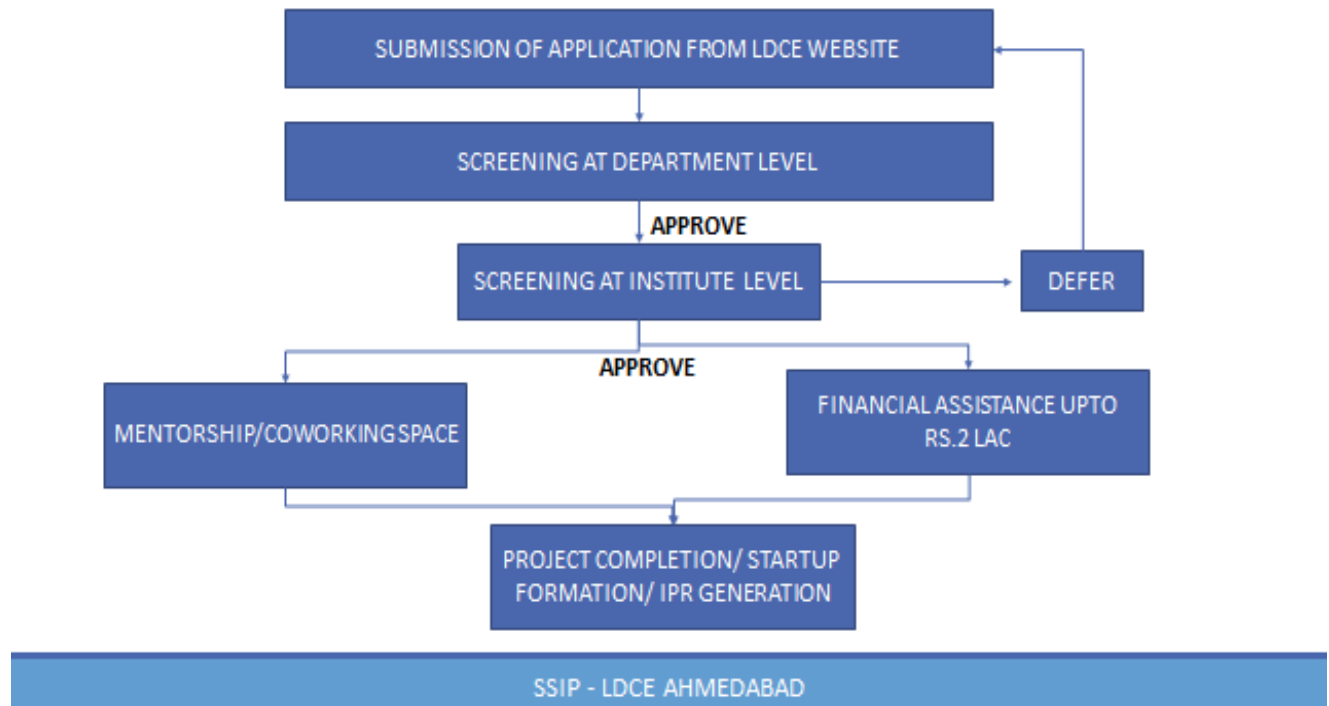 SUBMISSION OF APPLICATION FROM LDCE WEBSITE
SCREENING AT DEPARTMENT LEVEL
APPROVE
SCREENING AT INSTITUTE LEVEL
DEFER
APPROVE
MENTORSHIP/COWORKING SPACE
FINANCIAL ASSISTANCE UPTO
RS.2 LAC
PROJECT COMPLETION/ STARTUP
FORMATION/ IPR GENERATION
SSIP - LDCE AHMEDABAD